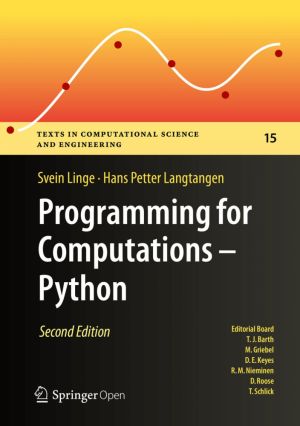 TEXTS IN COMPUTATIONAL SCIENCE
AND ENGINEERING
15
Svein Linge · Hans Petter Langtangen
Programming for
Computations –
Python
Second Edition
Editorial Board
T. J. Barth
M. Griebel
D. E. Keyes
R. M. Nieminen
D. Roose
T. Schlick
Springer Open